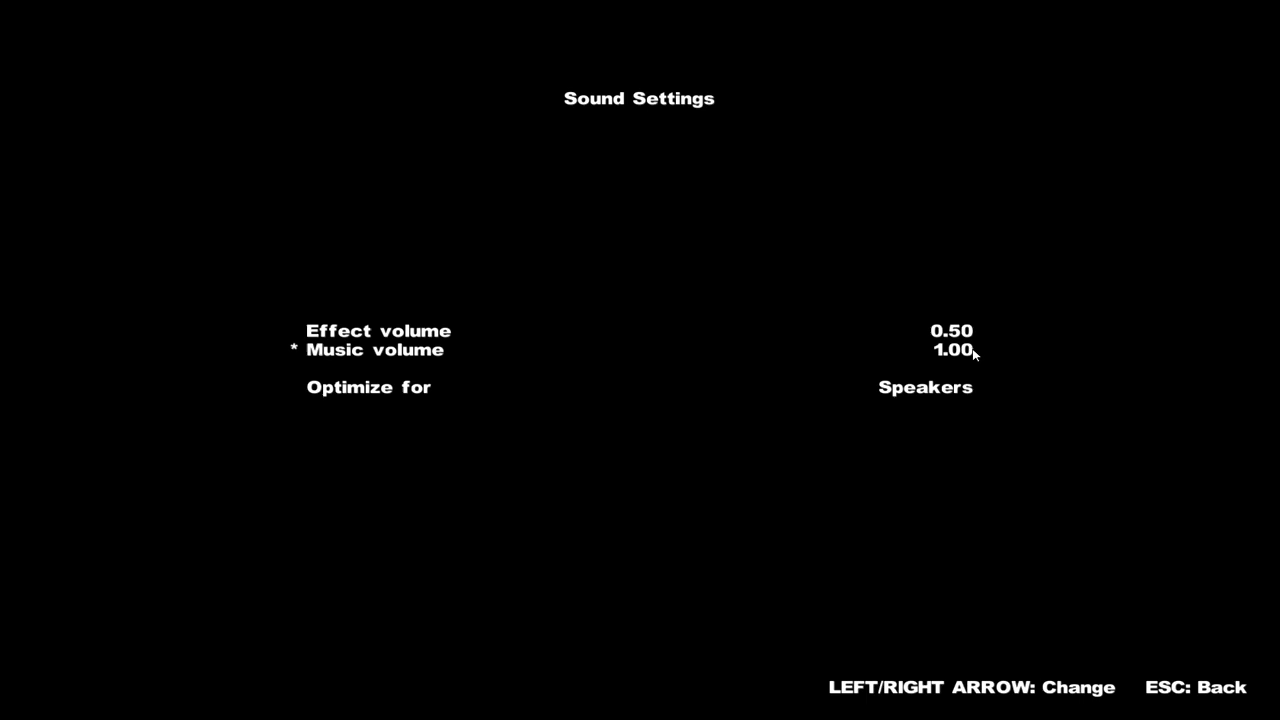 Sound Settings
Effect volume 0.50
* Music volume 1.00
Optimize for Speakers
LEFT/RIGHT ARROW: Change ESC: Back